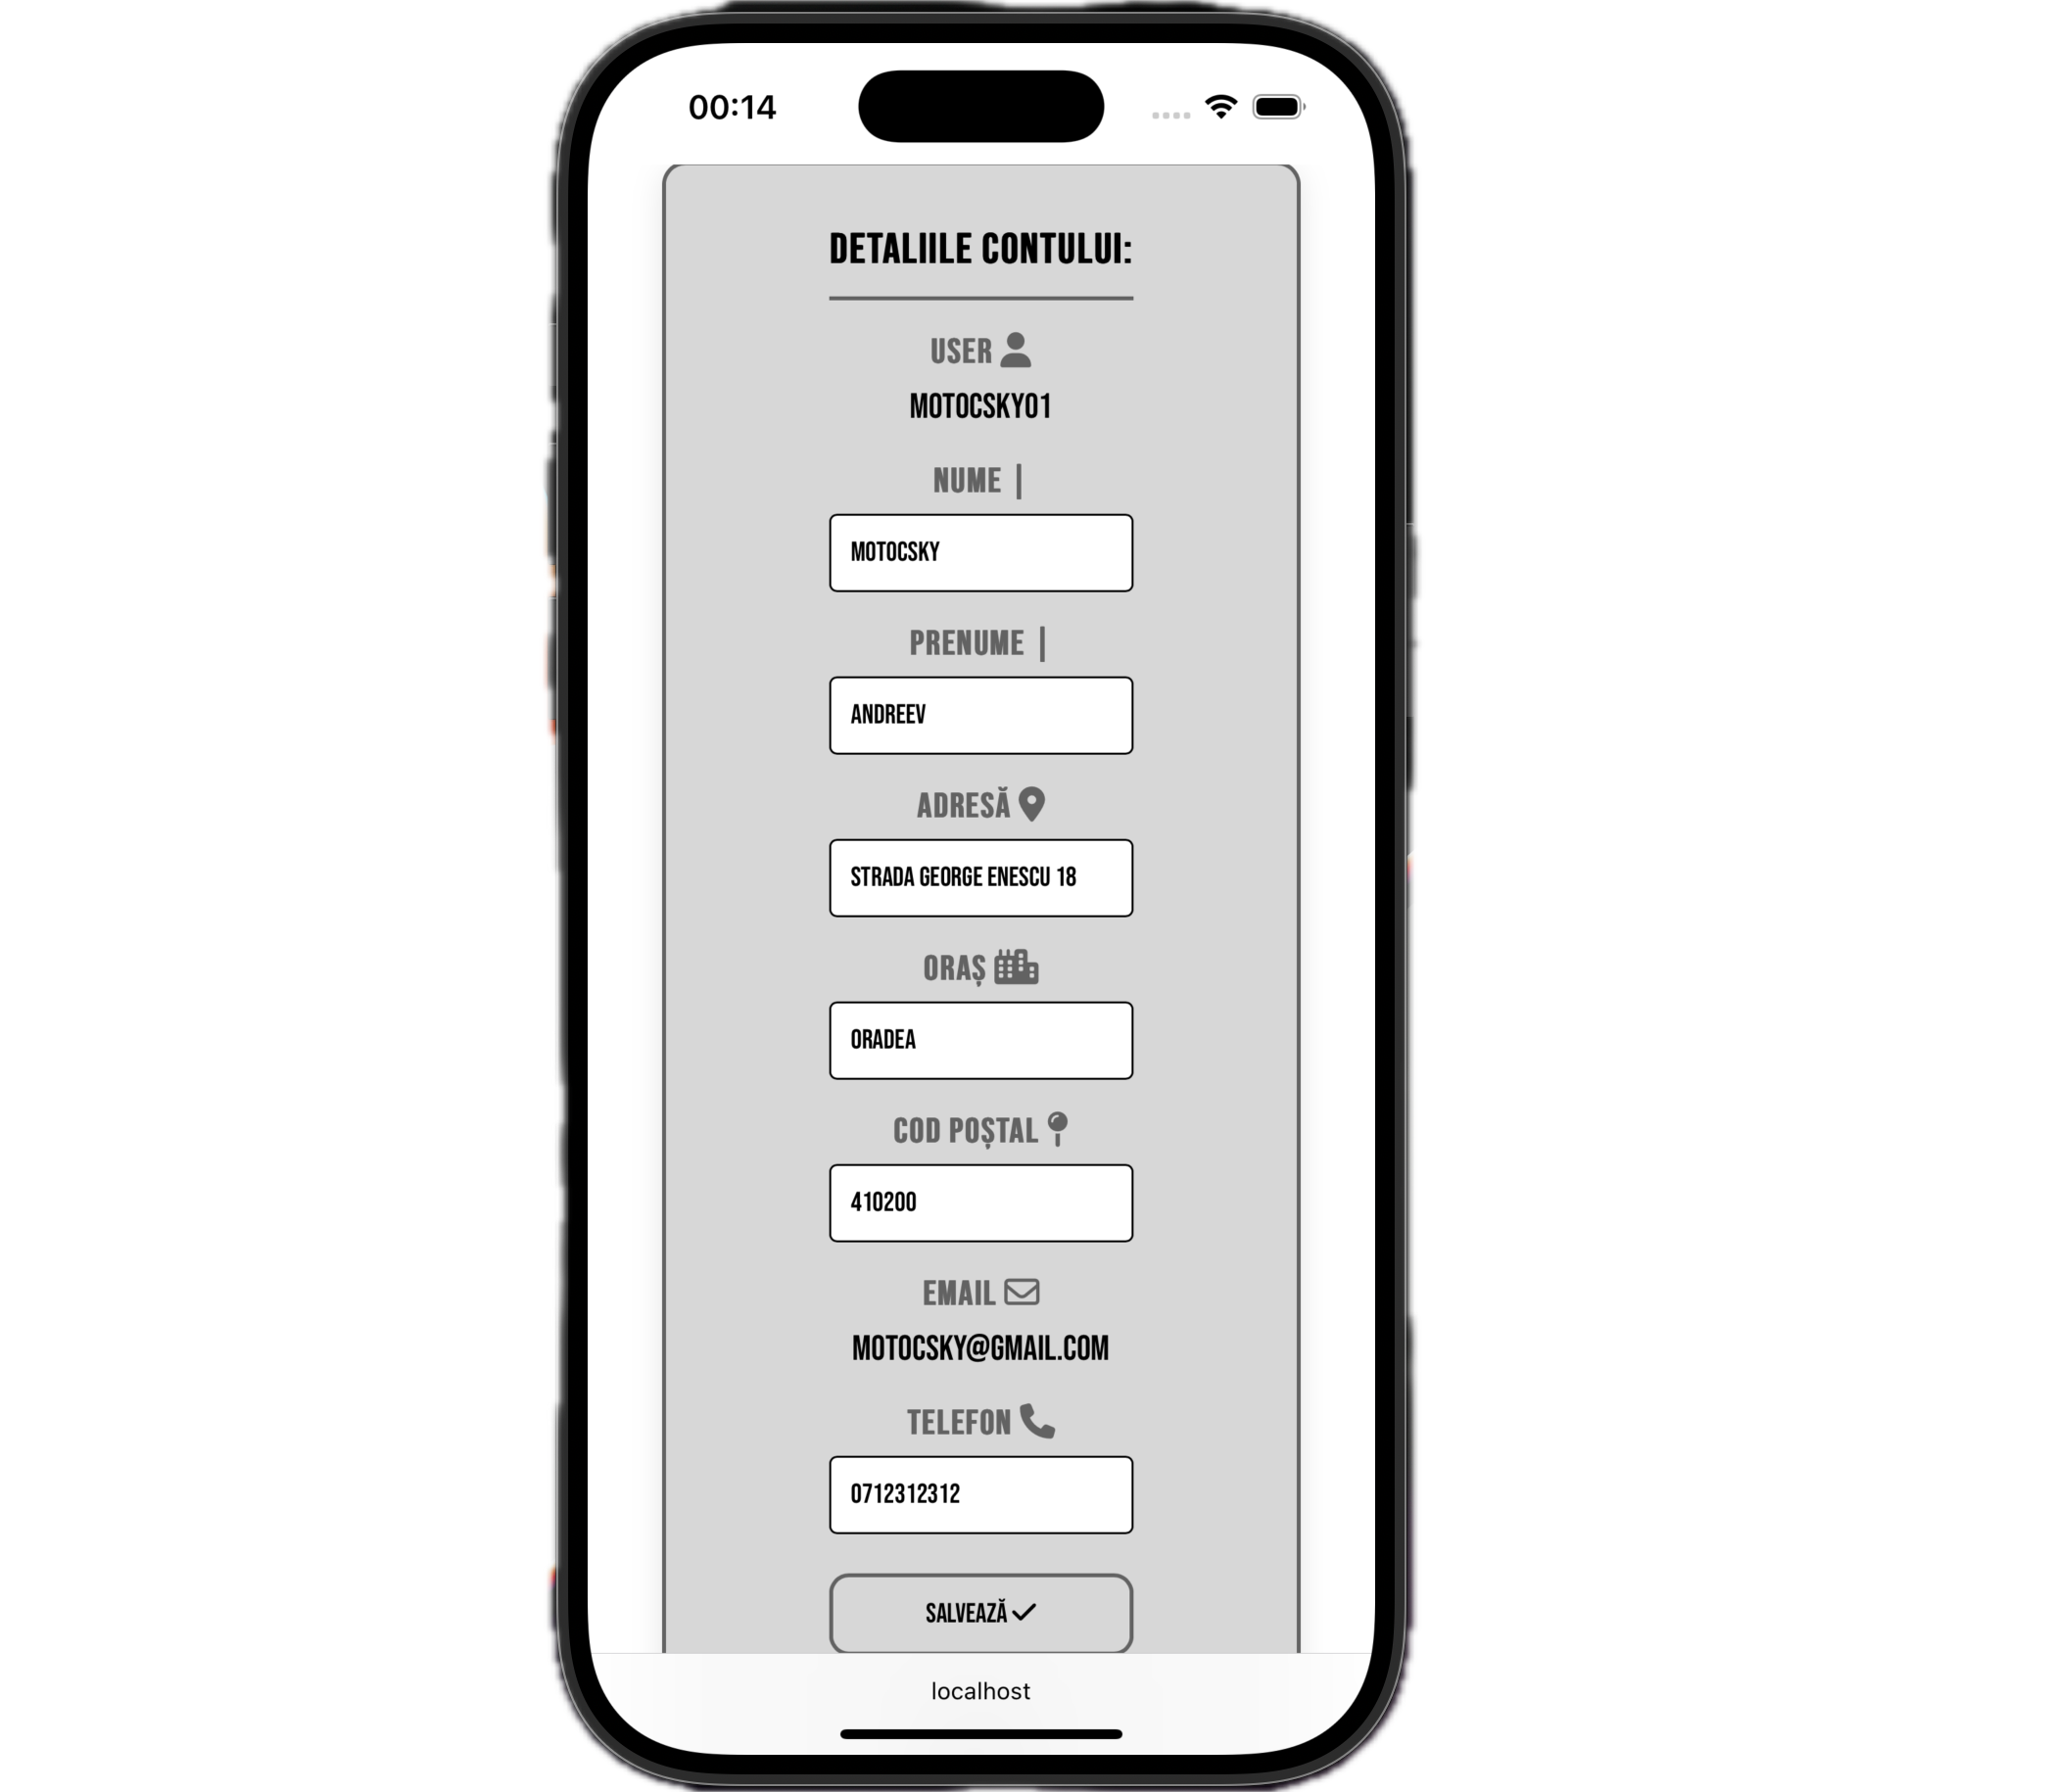 00:14
DETALIILE CONTULUI:
USER
MOTOCSKY01
NUME |
MOTOCSKY
PRENUME |
ANDREEV
ADRESĂ
STRADA GEORGE ENESCU 18
ORAȘ
ORADEA
COD POȘTAL
410200
EMAIL
MOTOCSKY@GMAIL.COM
TELEFON
0712312312
SALVEAZĂ
localhost